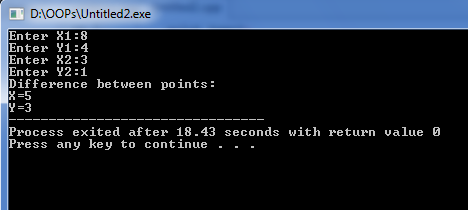 D:\OOPs\Untitled2.exe
Enter X1:8
Enter Y1:4
Enter X2:3
Enter Y2:1
Difference between points:
X=5
Y=3
--------------------------------
Process exited after 18.43 seconds with return value 0
Press any key to continue . . .